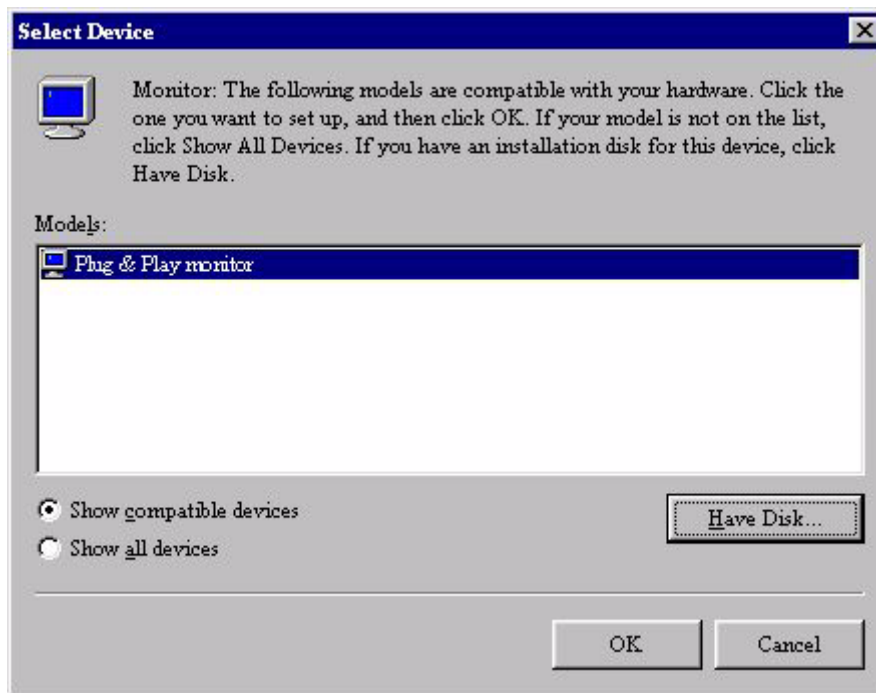 Select Device
Monitor: The following models are compatible with your hardware. Click the
one you want to set up, and then click OK. If your model is not on the list,
click Show All Devices. If you have an installation disk for this device, click
Have Disk.
Models:
Plug & Play monitor
Show compatible devices
Have Disk...
Show all devices
OK
Cancel